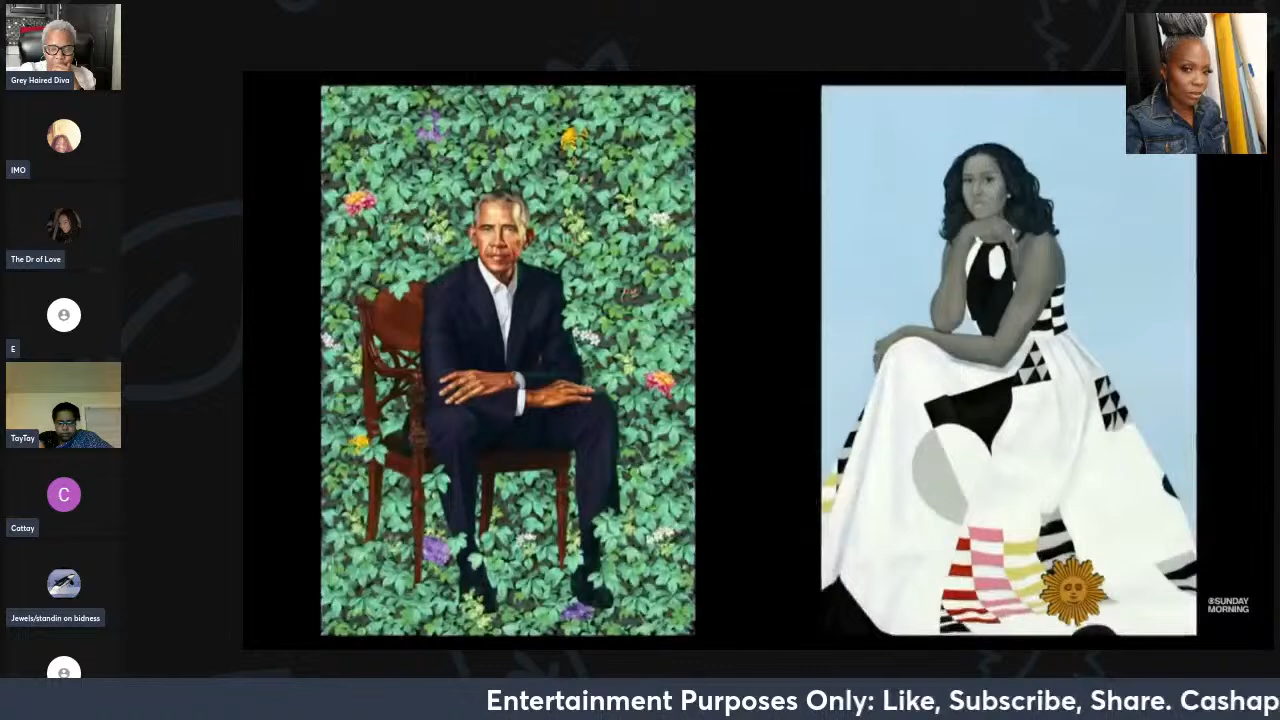 Grey Haired Diva
IMO
The Dr of Love
E
TayTay
C
Cattay
Jewels/standin on bidness
@SUNDAY
MORNING
Entertainment Purposes Only: Like, Subscribe, Share. Cashap